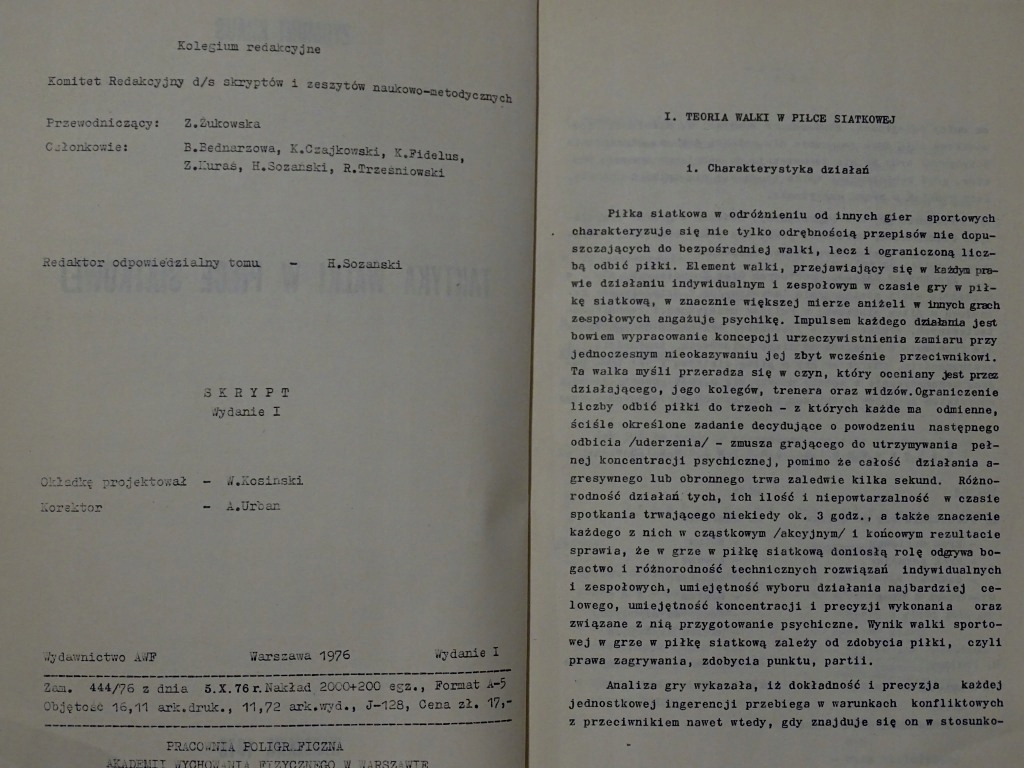 Kolegium redakcyjne
Komitet Redakcyjny d/s skryptów i zeszytów naukowo-metodycznych
Przewodniczący: Z.Żukowska
Członkowie: B.Bednarzowa, K.Czajkowski, K.Fidelus,
Z.Kuraś, H.Sozański, R.Trześniowski
Redaktor odpowiedzialny tomu - H.Sozański
S K R Y P T
Wydanie I
Okładkę projektował - W.Kosiński
Korektor - A.Urban
Wydawnictwo AWF Warszawa 1976 Wydanie I
Zam. 444/76 z dnia 5.X.76 r. Nakład 2000+200 egz., Format A-5
Objętość 16,11 ark.druk., 11,72 ark.wyd., J-128, Cena zł. 17,-
PRACOWNIA POLIGRAFICZNA
AKADEMII WYCHOWANIA FIZYCZNEGO W WARSZAWIE
I. TEORIA WALKI W PIŁCE SIATKOWEJ
1. Charakterystyka działań
Piłka siatkowa w odróżnieniu od innych gier sportowych
charakteryzuje się nie tylko odrębnością przepisów nie dopu-
szczających do bezpośredniej walki, lecz i ograniczoną licz-
bą odbić piłki. Element walki, przejawiający się w każdym pra-
wie działaniu indywidualnym i zespołowym w czasie gry w pił-
kę siatkową, w znacznie większej mierze aniżeli w innych grach
zespołowych angażuje psychikę. Impulsem każdego działania jest
bowiem wypracowanie koncepcji urzeczywistnienia zamiaru przy
jednoczesnym nieokazywaniu jej zbyt wcześnie przeciwnikowi.
Ta walka myśli przeradza się w czyn, który oceniany jest przez
działającego, jego kolegów, trenera oraz widzów.Ograniczenie
liczby odbić piłki do trzech - z których każde ma odmienne,
ściśle określone zadanie decydujące o powodzeniu następnego
odbicia /uderzenia/ - zmusza grającego do utrzymywania peł-
nej koncentracji psychicznej, pomimo że całość działania a-
gresywnego lub obronnego trwa zaledwie kilka sekund. Różno-
rodność działań tych, ich ilość i niepowtarzalność w czasie
spotkania trwającego niekiedy ok. 3 godz., a także znaczenie
każdego z nich w cząstkowym /akcyjnym/ i końcowym rezultacie
sprawia, że w grze w piłkę siatkową doniosłą rolę odgrywa bo-
gactwo i różnorodność technicznych rozwiązań indywidualnych
i zespołowych, umiejętność wyboru działania najbardziej ce-
lowego, umiejętność koncentracji i precyzji wykonania oraz
związane z nią przygotowanie psychiczne. Wynik walki sporto-
wej w grze w piłkę siatkową zależy od zdobycia piłki, czyli
prawa zagrywania, zdobycia punktu, partii.
Analiza gry wykazała, iż dokładność i precyzja każdej
jednostkowej ingerencji przebiega w warunkach konfliktowych
z przeciwnikiem nawet wtedy, gdy znajduje się on w stosunko-